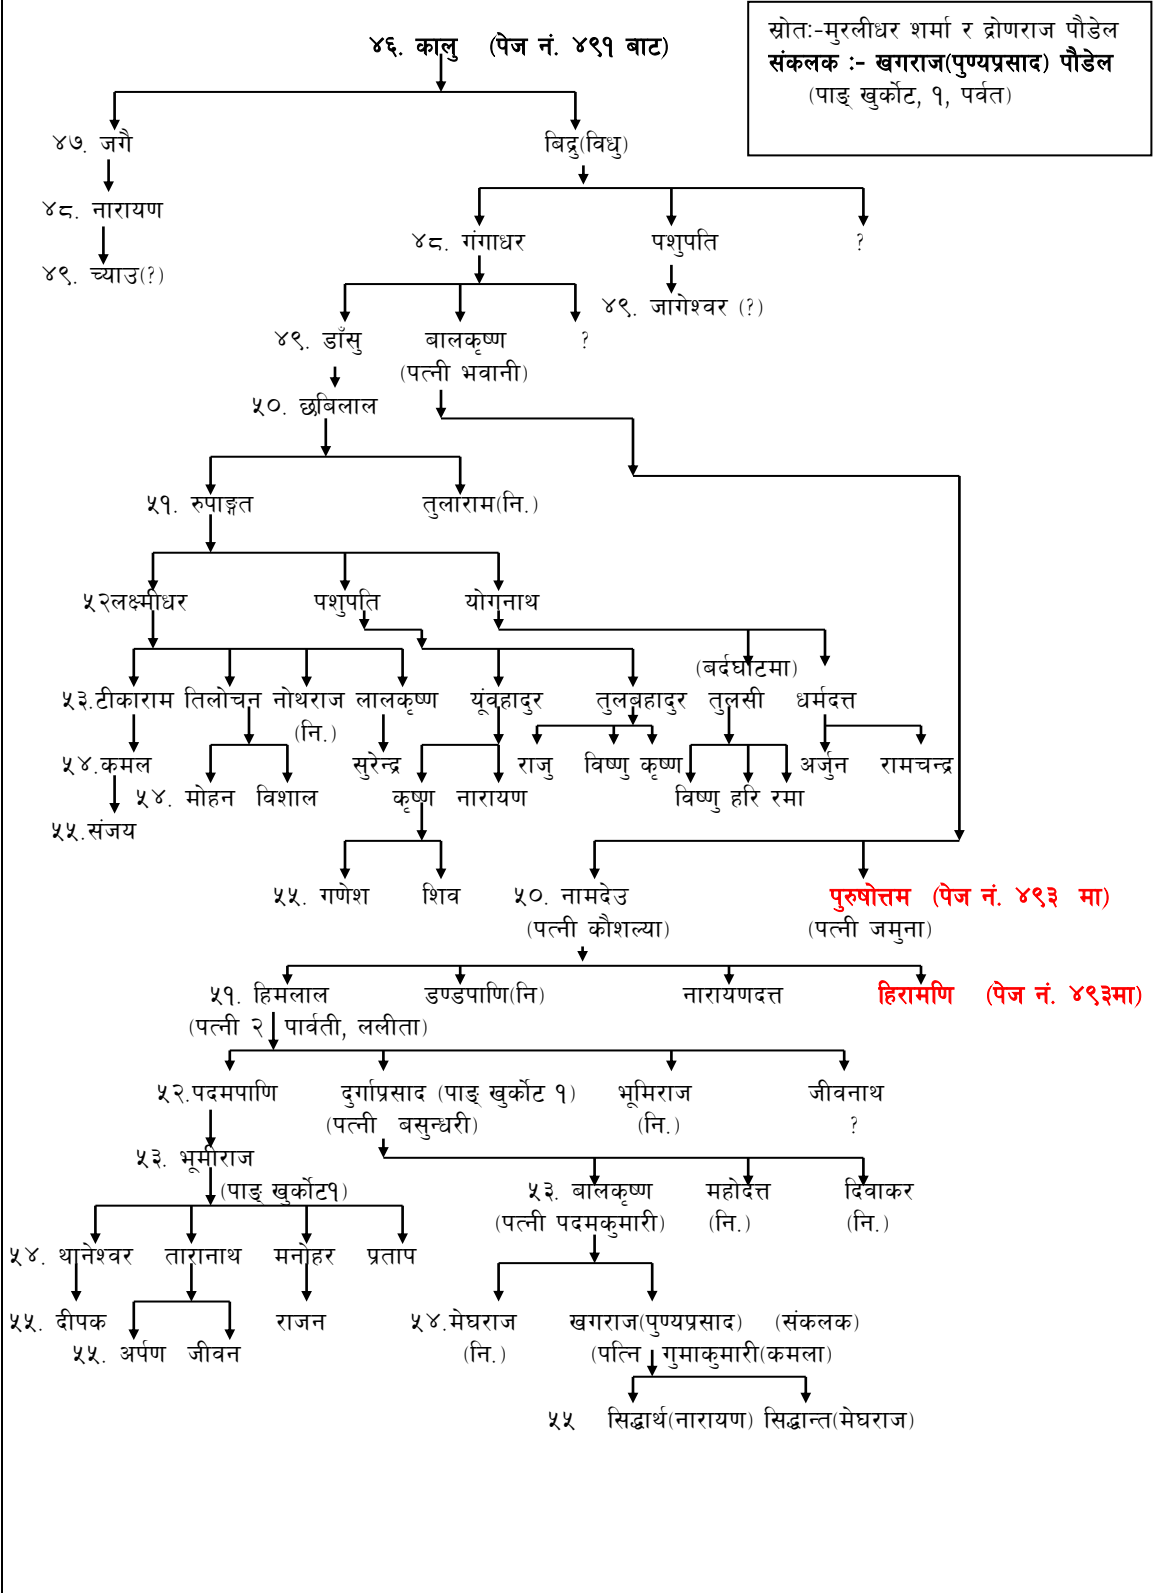 स्रोतः-मुरलीधर शर्मा र द्रोणराज पौडेल
४६. कालु (पेज नं. ४९१ बाट)
संकलक :- खगराज(पुण्यप्रसाद) पौडेल
(पाङ् खुर्कोट, १, पर्वत)
४७. जगै बिद्रु(विधु)
४८. नारायण
४८. गंगाधर पशुपति ?
४९. च्याउ(?)
४९. जागेश्वर (?)
४९. डाँसु बालकृष्ण ?
(पत्नी भवानी)
५०. छबिलाल
५१. रुपाङ्गत तुलाराम(नि.)
५२लक्ष्मीधर पशुपति योगनाथ
(बर्दघाटमा)
५३.टीकाराम तिलोचन नोथराज लालकृष्ण यूंवहादुर तुलबहादुर तुलसी धर्मदत्त
(नि.)
५४.कमल सुरेन्द्र राजु विष्णु कृष्ण अर्जुन रामचन्द्र
५४. मोहन विशाल कृष्ण नारायण विष्णु हरि रमा
५५.संजय
५५. गणेश शिव ५०. नामदेउ पुरुषोत्तम (पेज नं. ४९३ मा)
(पत्नी कौशल्या) (पत्नी जमुना)
५१. हिमलाल डण्डपाणि(नि) नारायणदत्त हिरामणि (पेज नं. ४९३मा)
(पत्नी २ पार्वती, ललीता)
५२.पदमपाणि दुर्गाप्रसाद (पाङ् खुर्कोट १) भूमिराज जीवनाथ
(पत्नी बसुन्धरी) (नि.) ?
५३. भूमीराज
(पाङ् खुर्कोट१) ५३. बालकृष्ण महोदत्त दिवाकर
(पत्नी पदमकुमारी) (नि.) (नि.)
५४. थानेश्वर तारानाथ मनोहर प्रताप
५५. दीपक राजन ५४.मेघराज खगराज(पुण्यप्रसाद) (संकलक)
५५. अर्पण जीवन (नि.) (पत्नि गुमाकुमारी(कमला)
५५ सिद्धार्थ(नारायण) सिद्धान्त(मेघराज)